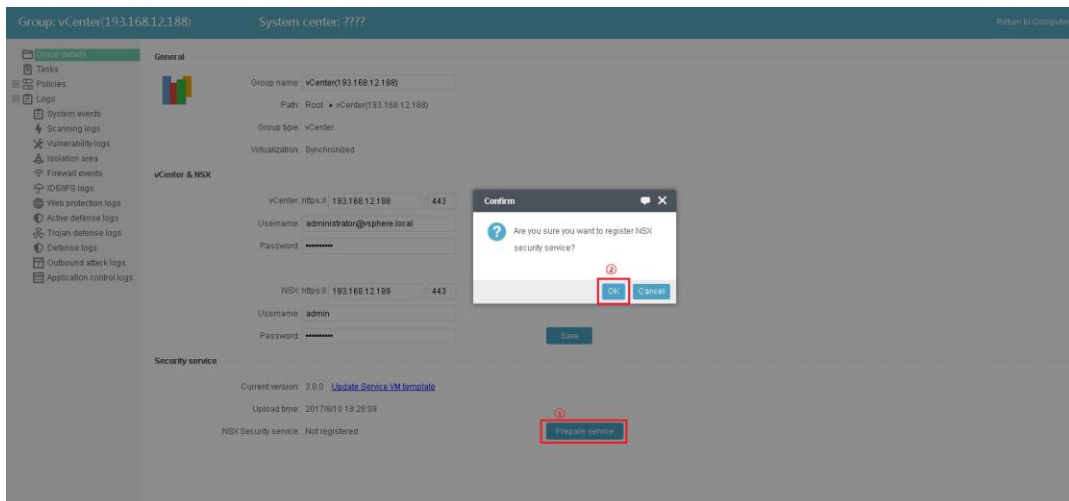 Group: vCenter(193.168.12.188) System center: ???? Return to Computer
Group details
Tasks
Policies
Logs
System events
Scanning logs
Vulnerability logs
Isolation area
Firewall events
IDS/IPS logs
Web protection logs
Active defense logs
Trojan defense logs
Defense logs
Outbound attack logs
Application control logs
General
Group name: vCenter(193.168.12.188)
Path: Root ▸ vCenter(193.168.12.188)
Group type: vCenter
Virtualization: Synchronized
vCenter & NSX
vCenter: https:// 193.168.12.188 : 443
Username: administrator@vsphere.local
Password: ••••••••••
NSX: https:// 193.168.12.189 : 443
Username: admin
Password: ••••••••••
Save
Confirm
Are you sure you want to register NSX
security service?
②
OK Cancel
Security service
Current version: 3.0.0 Update Service VM template
Upload time: 2017/8/10 18:28:09
①
NSX Security service: Not registered Prepare service